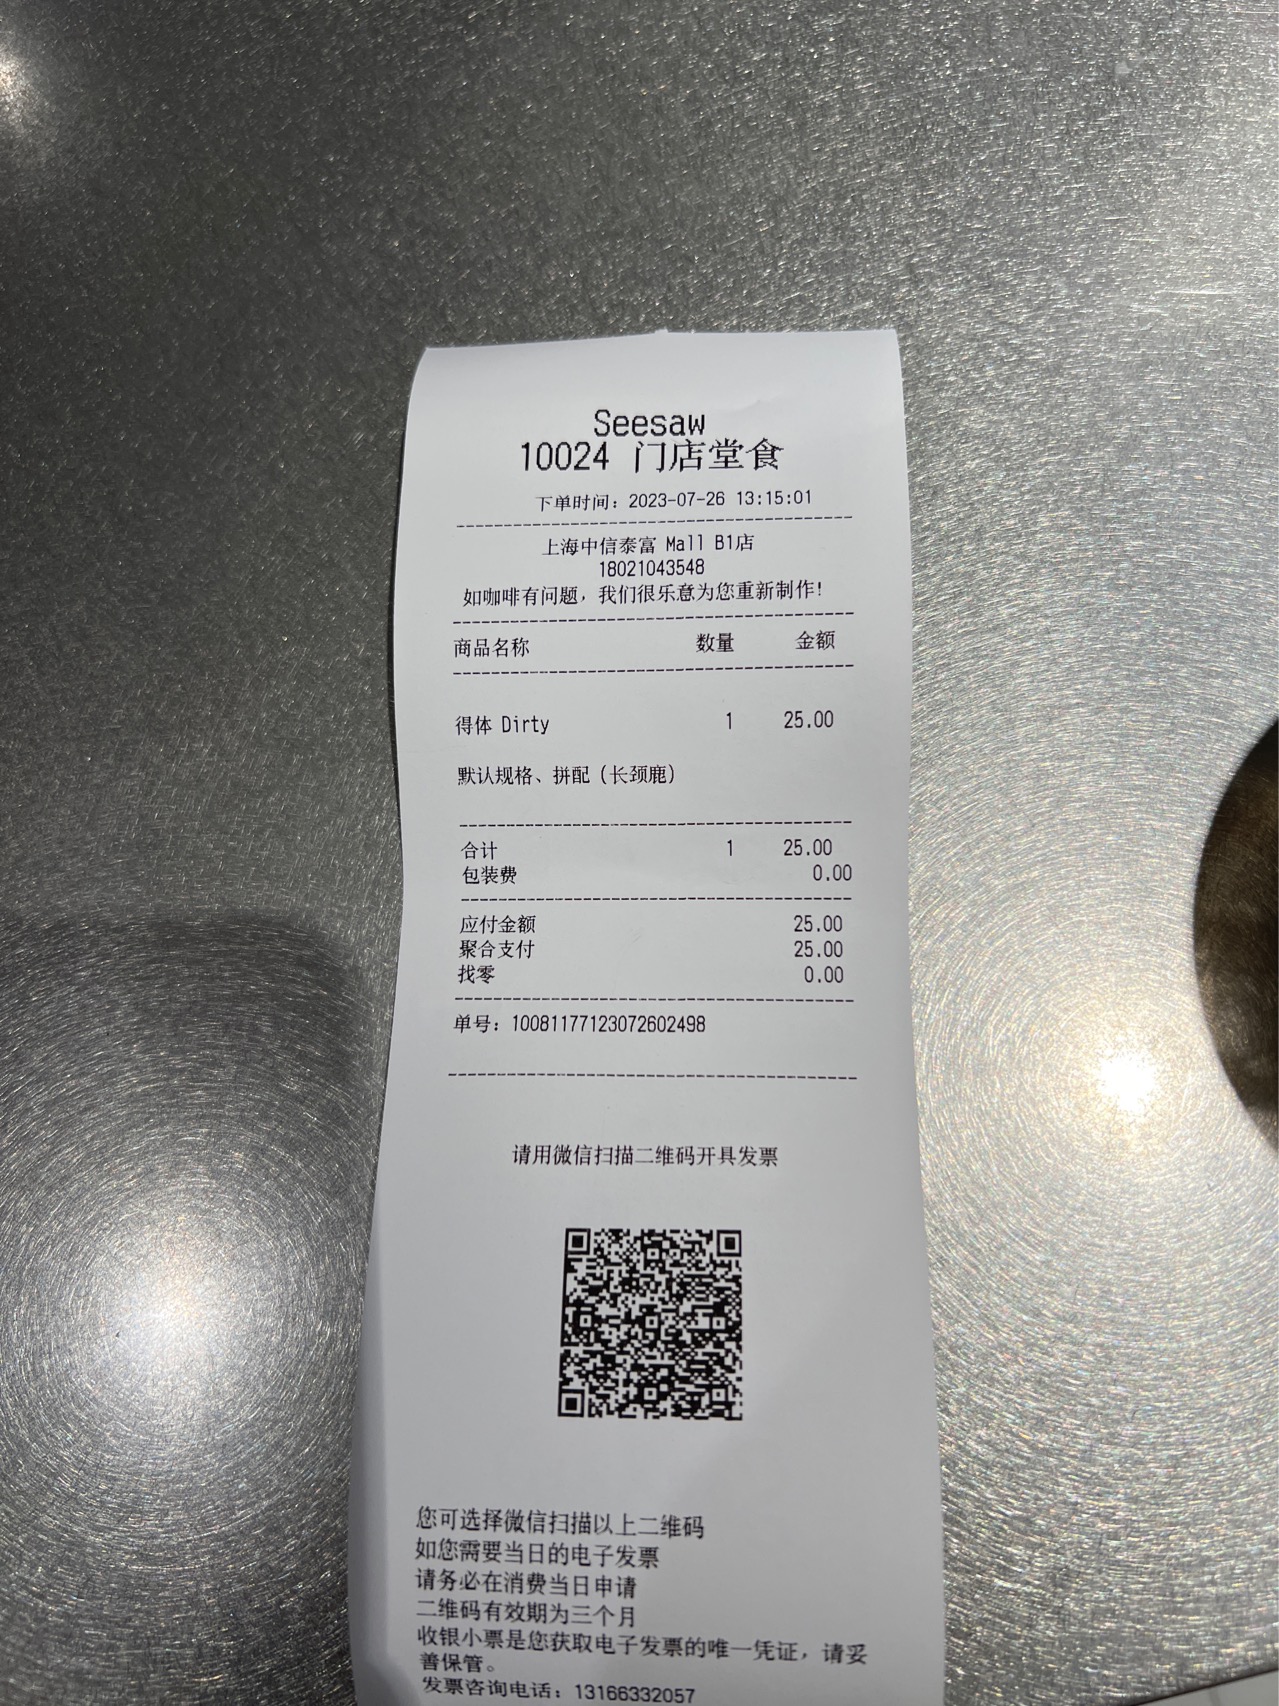 Seesaw
10024 门店堂食
下单时间：2023-07-26 13:15:01
上海中信泰富 Mall B1店
18021043548
如咖啡有问题，我们很乐意为您重新制作！
商品名称 数量 金额
得体 Dirty 1 25.00
默认规格、拼配（长颈鹿）
合计 1 25.00
包装费 0.00
应付金额 25.00
聚合支付 25.00
找零 0.00
单号：10081177123072602498
请用微信扫描二维码开具发票
您可选择微信扫描以上二维码
如您需要当日的电子发票
请务必在消费当日申请
二维码有效期为三个月
收银小票是您获取电子发票的唯一凭证，请妥
善保管。
发票咨询电话：13166332057